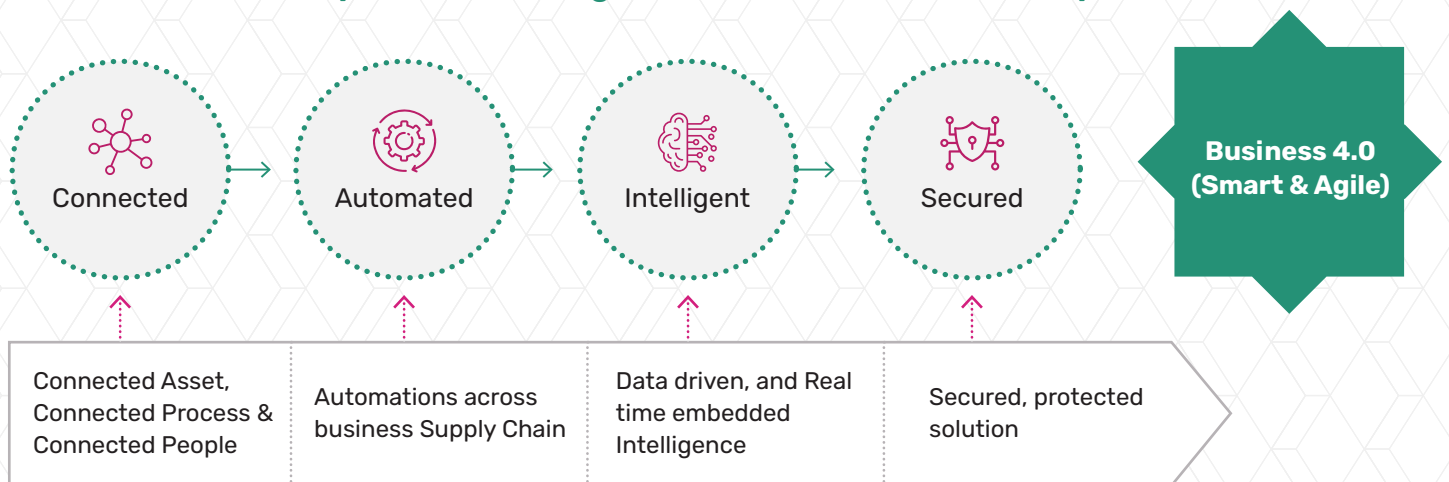 Connected
Automated
Intelligent
Secured
Business 4.0
(Smart & Agile)
Connected Asset,
Connected Process &
Connected People
Automations across
business Supply Chain
Data driven, and Real
time embedded
Intelligence
Secured, protected
solution